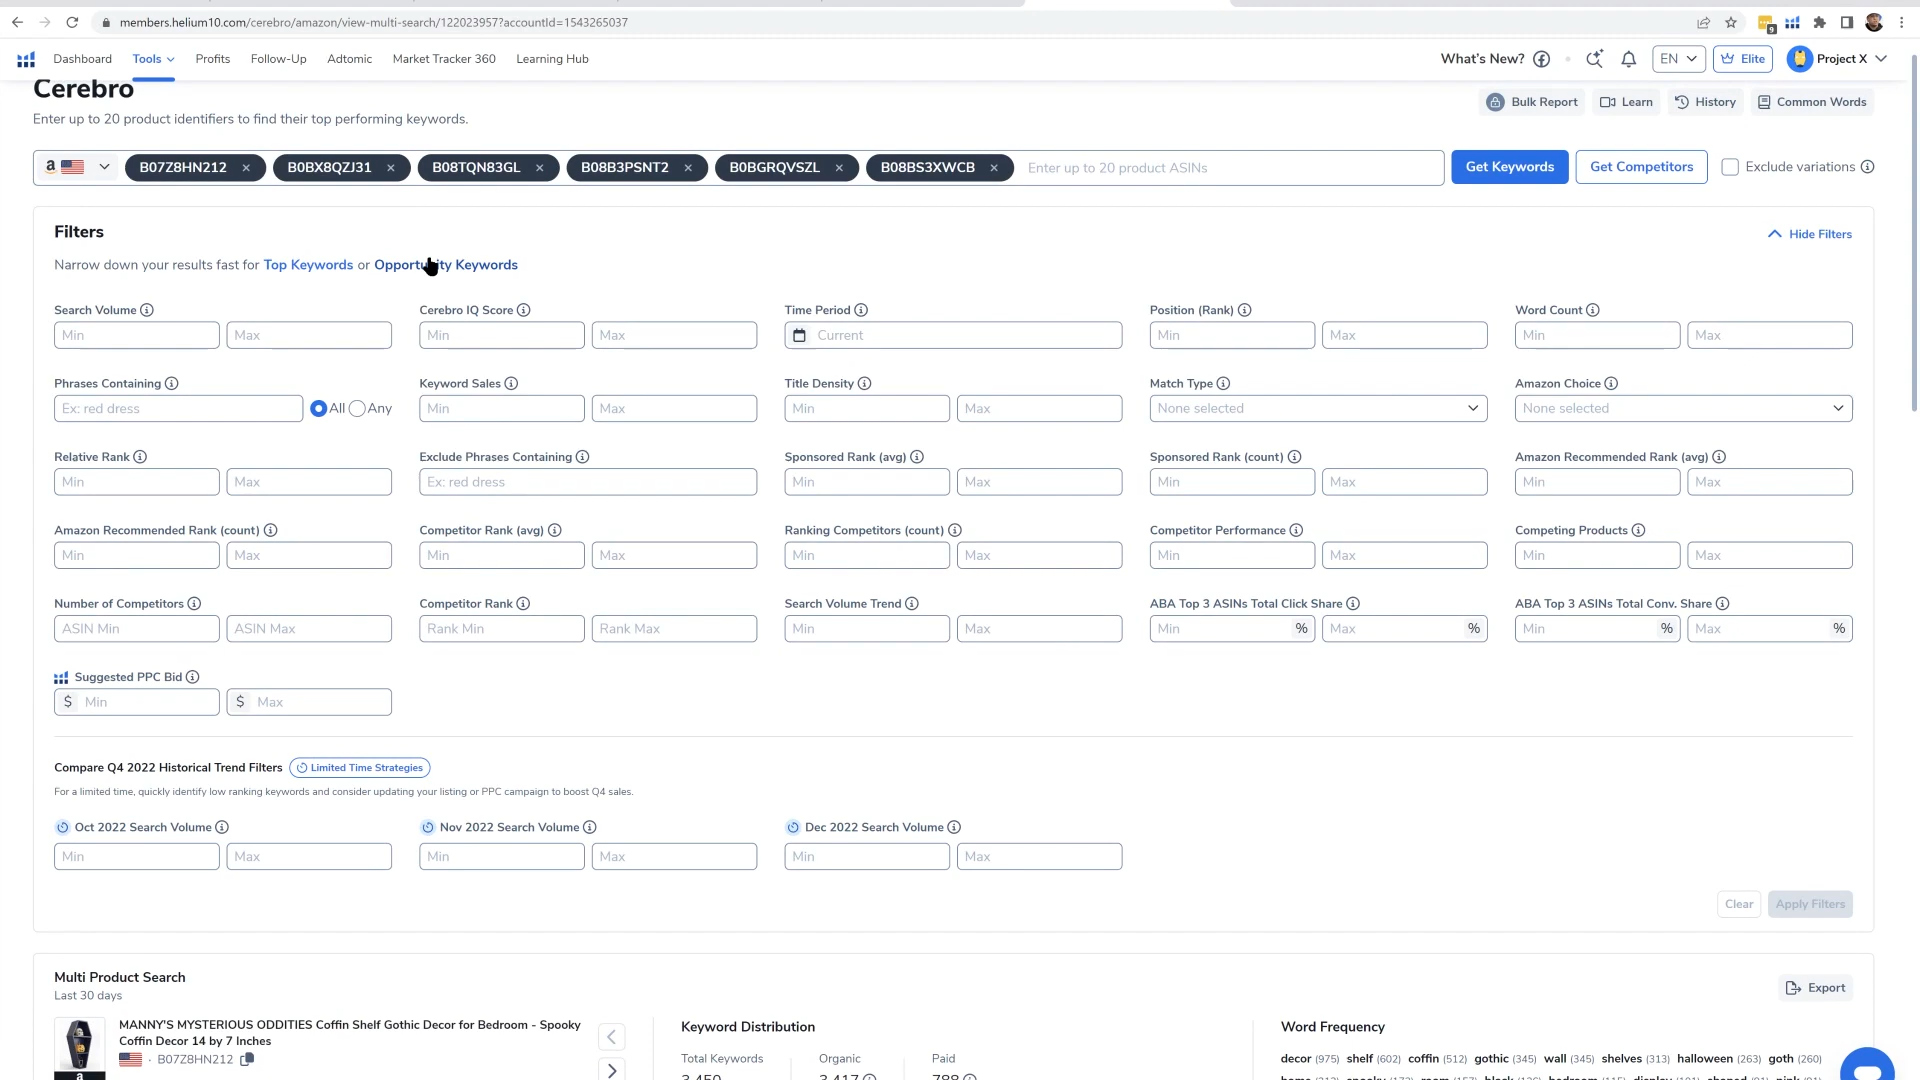 members.helium10.com/cerebro/amazon/view-multi-search/122023957?accountId=1543265037
9
Dashboard Tools Profits Follow-Up Adtomic Market Tracker 360 Learning Hub What's New? EN Elite Project X
Cerebro
Enter up to 20 product identifiers to find their top performing keywords.
Bulk Report Learn History Common Words
a B07Z8HN212 × B0BX8QZJ31 × B08TQN83GL × B08B3PSNT2 × B0BGRQVSZL × B08BS3XWCB × Enter up to 20 product ASINs Get Keywords Get Competitors Exclude variations
Filters
Hide Filters
Narrow down your results fast for Top Keywords or Opportunity Keywords
Search Volume Cerebro IQ Score Time Period Position (Rank) Word Count
Min Max Min Max Current Min Max Min Max
Phrases Containing Keyword Sales Title Density Match Type Amazon Choice
Ex: red dress All Any Min Max Min Max None selected None selected
Relative Rank Exclude Phrases Containing Sponsored Rank (avg) Sponsored Rank (count) Amazon Recommended Rank (avg)
Min Max Ex: red dress Min Max Min Max Min Max
Amazon Recommended Rank (count) Competitor Rank (avg) Ranking Competitors (count) Competitor Performance Competing Products
Min Max Min Max Min Max Min Max Min Max
Number of Competitors Competitor Rank Search Volume Trend ABA Top 3 ASINs Total Click Share ABA Top 3 ASINs Total Conv. Share
ASIN Min ASIN Max Rank Min Rank Max Min Max Min % Max % Min % Max %
Suggested PPC Bid
$ Min $ Max
Compare Q4 2022 Historical Trend Filters Limited Time Strategies
For a limited time, quickly identify low ranking keywords and consider updating your listing or PPC campaign to boost Q4 sales.
Oct 2022 Search Volume Nov 2022 Search Volume Dec 2022 Search Volume
Min Max Min Max Min Max
Clear Apply Filters
Multi Product Search
Last 30 days
Export
MANNY'S MYSTERIOUS ODDITIES Coffin Shelf Gothic Decor for Bedroom - Spooky
Coffin Decor 14 by 7 Inches
· B07Z8HN212
a
Keyword Distribution
Total Keywords Organic Paid
3,450 3,417 788
Word Frequency
decor (975) shelf (602) coffin (512) gothic (345) wall (345) shelves (313) halloween (263) goth (260)